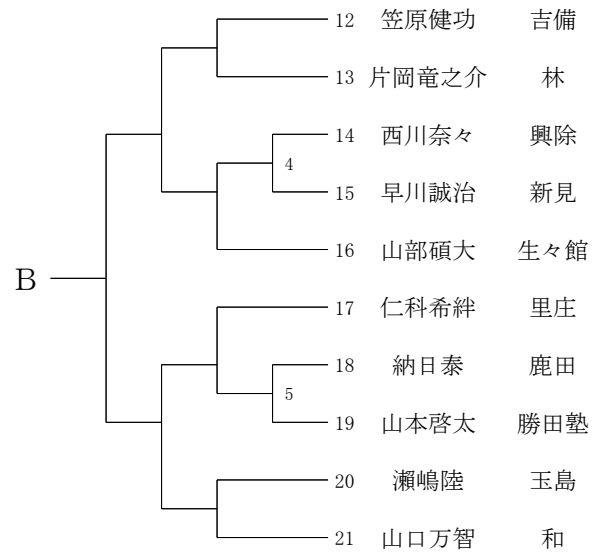 12 笠原健功 吉備
13 片岡竜之介 林
14 西川奈々 興除
4
15 早川誠治 新見
16 山部碩大 生々館
B
17 仁科希絆 里庄
18 納日泰 鹿田
5
19 山本啓太 勝田塾
20 瀬嶋陸 玉島
21 山口万智 和